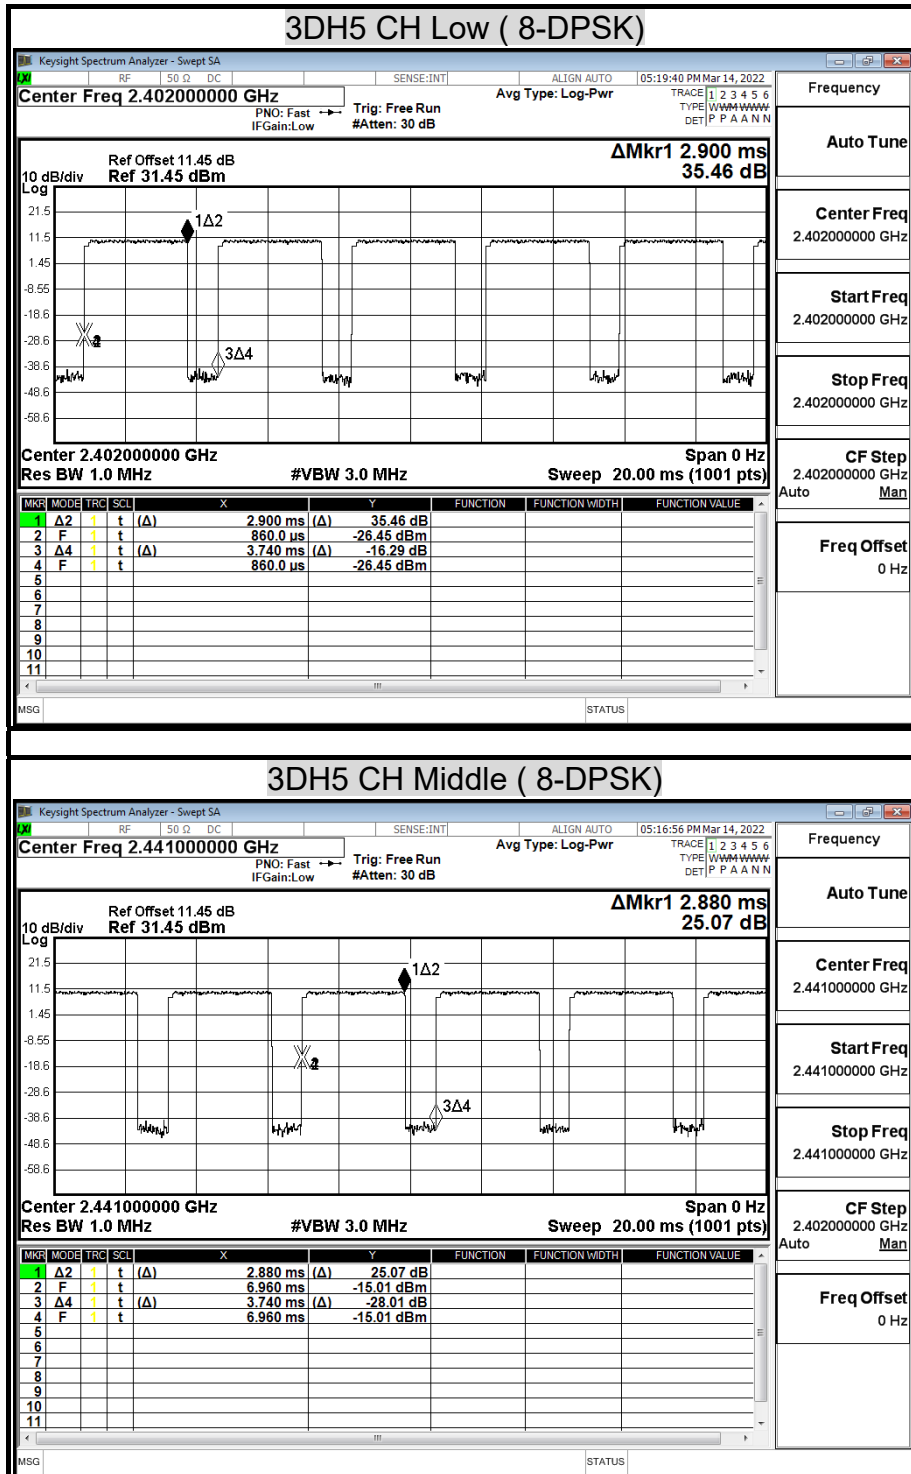 3DH5 CH Low ( 8-DPSK)
Keysight Spectrum Analyzer - Swept SA
LXI RF 50 Ω DC SENSE:INT ALIGN AUTO 05:19:40 PM Mar 14, 2022
Center Freq 2.402000000 GHz
PNO: Fast
IFGain:Low
Trig: Free Run
#Atten: 30 dB
Avg Type: Log-Pwr
TRACE 1 2 3 4 5 6
TYPE WWWWWW
DET P P A A N N
Frequency
Auto Tune
Center Freq
2.402000000 GHz
Start Freq
2.402000000 GHz
Stop Freq
2.402000000 GHz
CF Step
2.402000000 GHz
Auto Man
Freq Offset
0 Hz
ΔMkr1 2.900 ms
35.46 dB
Ref Offset 11.45 dB
10 dB/div Ref 31.45 dBm
Log
21.5
11.5
1.45
-8.55
-18.6
-28.6
-38.6
-48.6
-58.6
1Δ2
3Δ4
Center 2.402000000 GHz Span 0 Hz
Res BW 1.0 MHz #VBW 3.0 MHz Sweep 20.00 ms (1001 pts)
MKR MODE TRC SCL X Y FUNCTION FUNCTION WIDTH FUNCTION VALUE
1 Δ2 1 t (Δ) 2.900 ms (Δ) 35.46 dB
2 F 1 t 860.0 µs -26.45 dBm
3 Δ4 1 t (Δ) 3.740 ms (Δ) -16.29 dB
4 F 1 t 860.0 µs -26.45 dBm
5
6
7
8
9
10
11
MSG STATUS
3DH5 CH Middle ( 8-DPSK)
Keysight Spectrum Analyzer - Swept SA
LXI RF 50 Ω DC SENSE:INT ALIGN AUTO 05:16:56 PM Mar 14, 2022
Center Freq 2.441000000 GHz
PNO: Fast
IFGain:Low
Trig: Free Run
#Atten: 30 dB
Avg Type: Log-Pwr
TRACE 1 2 3 4 5 6
TYPE WWWWWW
DET P P A A N N
Frequency
Auto Tune
Center Freq
2.441000000 GHz
Start Freq
2.441000000 GHz
Stop Freq
2.441000000 GHz
CF Step
2.402000000 GHz
Auto Man
Freq Offset
0 Hz
ΔMkr1 2.880 ms
25.07 dB
Ref Offset 11.45 dB
10 dB/div Ref 31.45 dBm
Log
21.5
11.5
1.45
-8.55
-18.6
-28.6
-38.6
-48.6
-58.6
1Δ2
3Δ4
Center 2.441000000 GHz Span 0 Hz
Res BW 1.0 MHz #VBW 3.0 MHz Sweep 20.00 ms (1001 pts)
MKR MODE TRC SCL X Y FUNCTION FUNCTION WIDTH FUNCTION VALUE
1 Δ2 1 t (Δ) 2.880 ms (Δ) 25.07 dB
2 F 1 t 6.960 ms -15.01 dBm
3 Δ4 1 t (Δ) 3.740 ms (Δ) -28.01 dB
4 F 1 t 6.960 ms -15.01 dBm
5
6
7
8
9
10
11
MSG STATUS